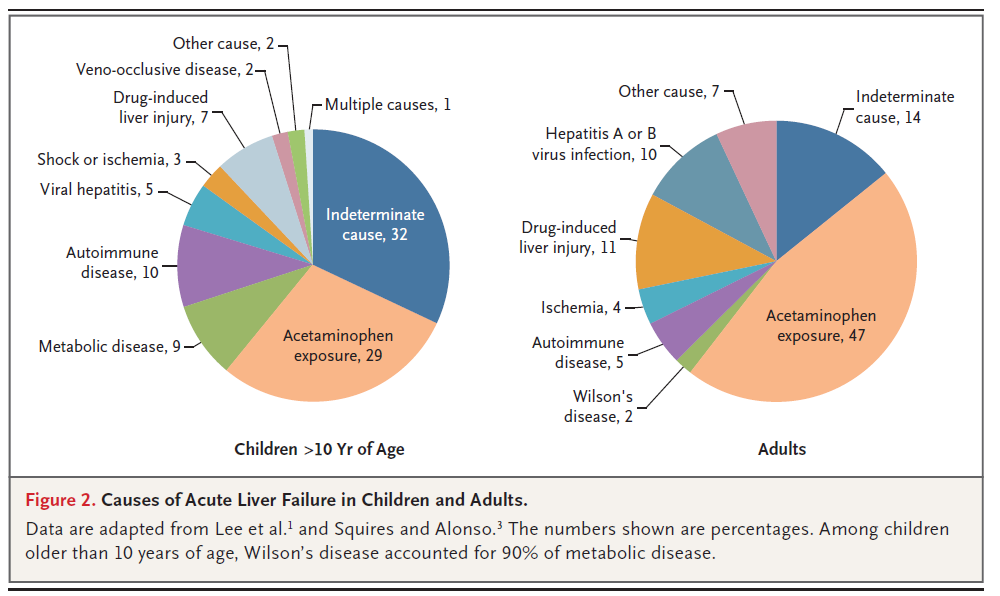 Other cause, 2
Veno-occlusive disease, 2
Drug-induced
liver injury, 7
Multiple causes, 1
Shock or ischemia, 3
Viral hepatitis, 5
Autoimmune
disease, 10
Metabolic disease, 9
Indeterminate
cause, 32
Acetaminophen
exposure, 29
Children >10 Yr of Age
Other cause, 7
Indeterminate
cause, 14
Hepatitis A or B
virus infection, 10
Drug-induced
liver injury, 11
Ischemia, 4
Autoimmune
disease, 5
Wilson's
disease, 2
Acetaminophen
exposure, 47
Adults
Figure 2. Causes of Acute Liver Failure in Children and Adults.
Data are adapted from Lee et al.¹ and Squires and Alonso.³ The numbers shown are percentages. Among children
older than 10 years of age, Wilson’s disease accounted for 90% of metabolic disease.